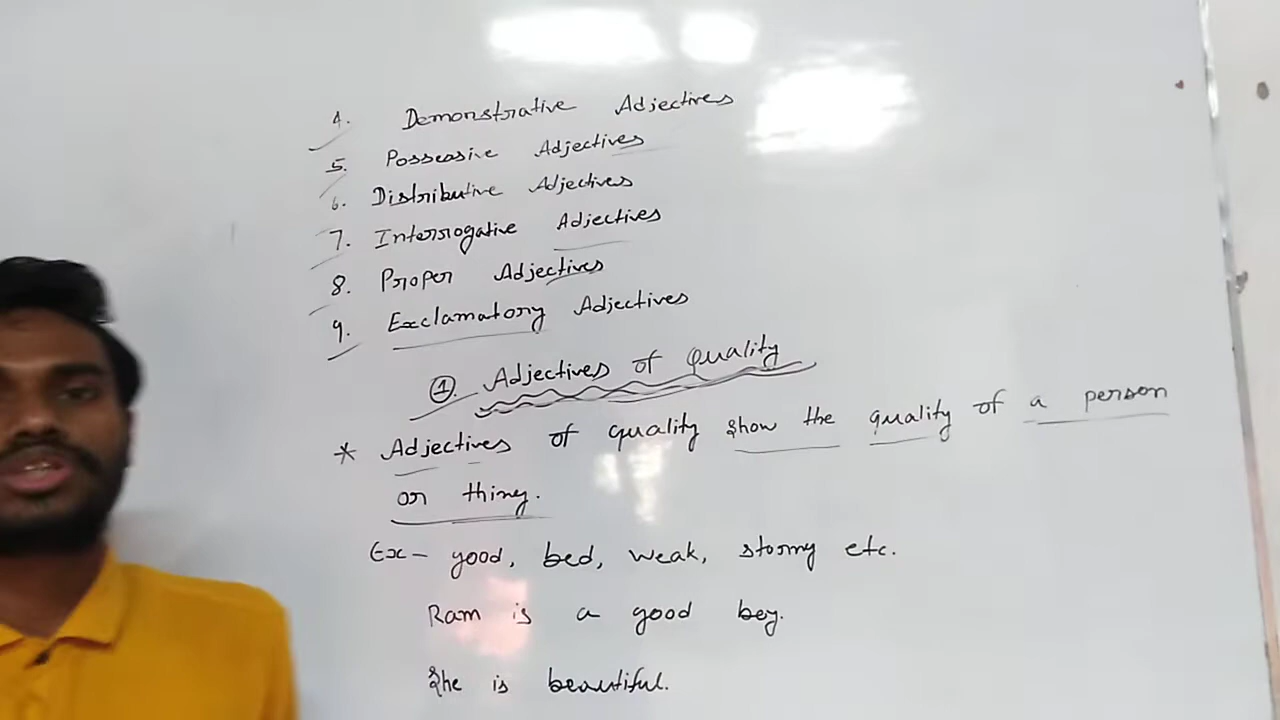 4. Demonstrative Adjectives
5. Possessive Adjectives
6. Distributive Adjectives
7. Interrogative Adjectives
8. Proper Adjectives
9. Exclamatory Adjectives
1. Adjectives of quality
* Adjectives of quality show the quality of a person
or thing.
Ex- good, bed, weak, stormy etc.
Ram is a good boy.
She is beautiful.